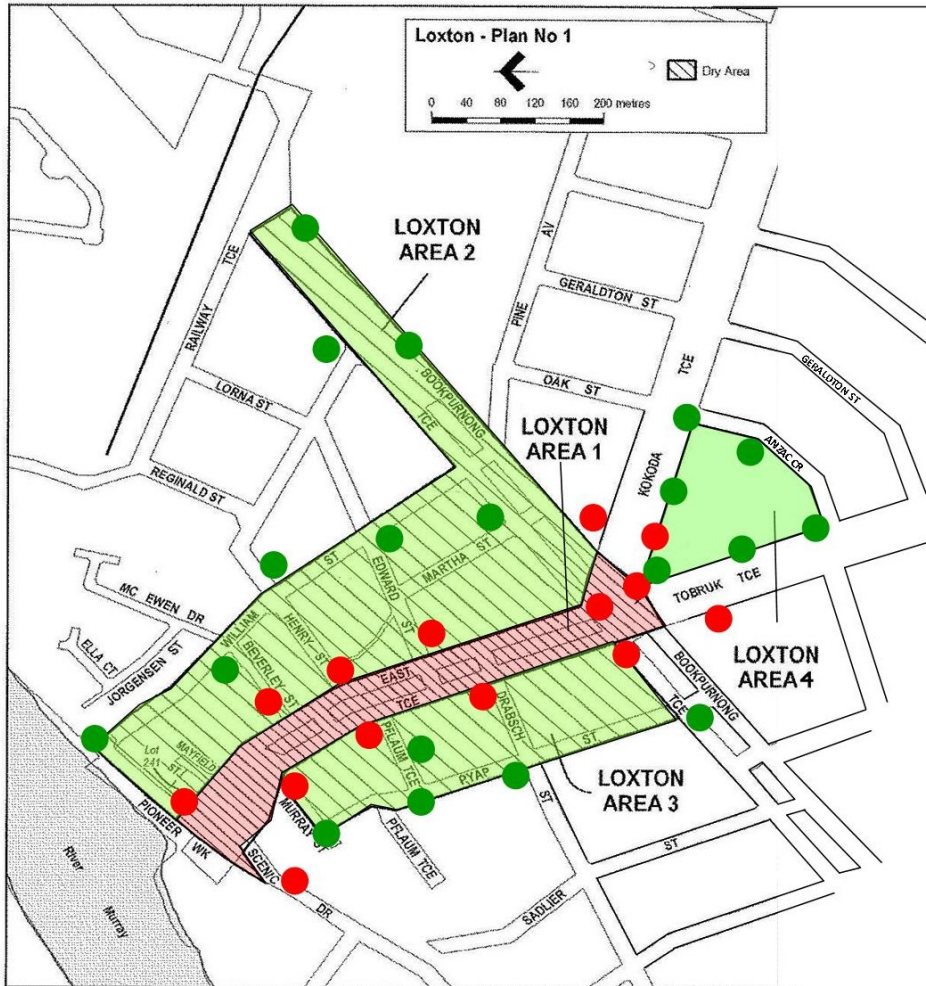 Loxton - Plan No 1
Dry Area
0 40 80 120 160 200 metres
LOXTON
AREA 2
RAILWAY TCE
PINE AV
GERALDTON ST
GERALDTON ST
TCE
OAK ST
LORNA ST
BOOKPURNONG
TCE
LOXTON
AREA 1
ANZAC CR
KOKODA
REGINALD ST
MARTHA ST
EDWARD ST
MC EWEN DR
WILLIAM ST
HENRY ST
BEVERLEY ST
TOBRUK TCE
ELLA CT
JORGENSEN ST
EAST
TCE
LOXTON
AREA 4
BOOKPURNONG
TCE
DRABSCH
ST
Lot
241
MAYFIELD
ST
PFLAUM TCE
PYAP
ST
LOXTON
AREA 3
PIONEER
WK
MURRAY ST
PFLAUM TCE
SCENIC
DR
SADLIER
ST
River
Murray